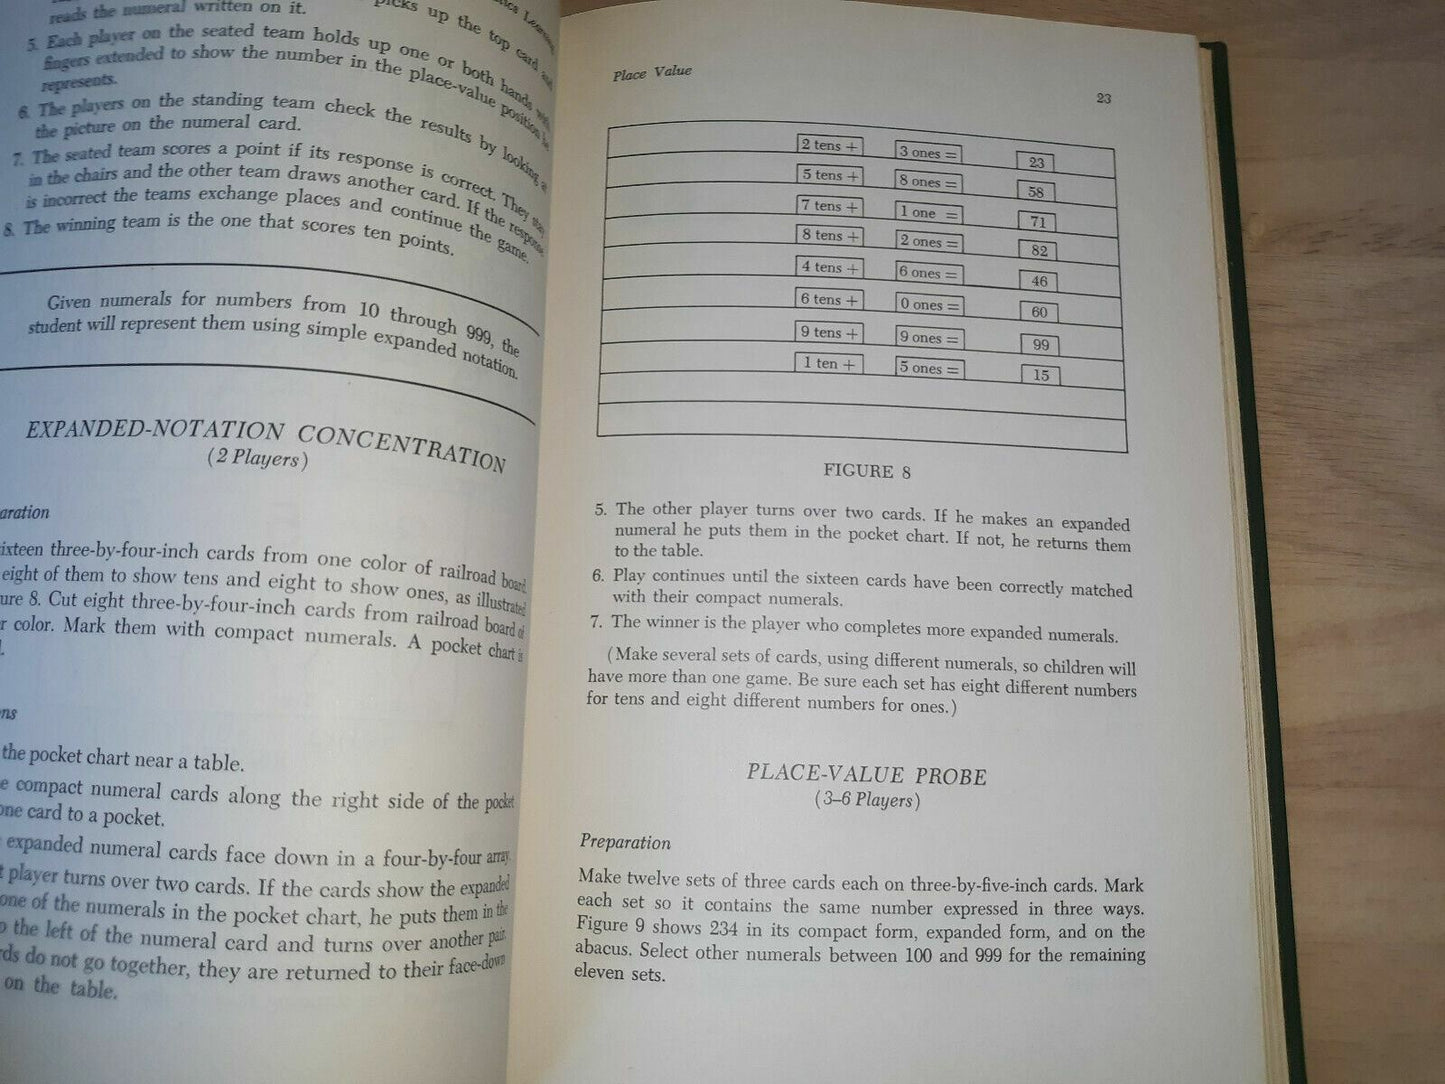 reads the numeral written on it.
picks up the top card and
5. Each player on the seated team holds up one or both hands with
fingers extended to show the number in the place-value position he
represents.
6. The players on the standing team check the results by looking at
the picture on the numeral card.
7. The seated team scores a point if its response is correct. They stay
in the chairs and the other team draws another card. If the response
is incorrect the teams exchange places and continue the game.
8. The winning team is the one that scores ten points.
Given numerals for numbers from 10 through 999, the
student will represent them using simple expanded notation.
EXPANDED-NOTATION CONCENTRATION
(2 Players)
aration
ixteen three-by-four-inch cards from one color of railroad board.
eight of them to show tens and eight to show ones, as illustrated
ure 8. Cut eight three-by-four-inch cards from railroad board of
r color. Mark them with compact numerals. A pocket chart is
ns
the pocket chart near a table.
e compact numeral cards along the right side of the pocket
one card to a pocket.
expanded numeral cards face down in a four-by-four array.
t player turns over two cards. If the cards show the expanded
one of the numerals in the pocket chart, he puts them in the
o the left of the numeral card and turns over another pair.
rds do not go together, they are returned to their face-down
on the table.
Place Value
23
2 tens + 3 ones = 23
5 tens + 8 ones = 58
7 tens + 1 one = 71
8 tens + 2 ones = 82
4 tens + 6 ones = 46
6 tens + 0 ones = 60
9 tens + 9 ones = 99
1 ten + 5 ones = 15
FIGURE 8
5. The other player turns over two cards. If he makes an expanded
numeral he puts them in the pocket chart. If not, he returns them
to the table.
6. Play continues until the sixteen cards have been correctly matched
with their compact numerals.
7. The winner is the player who completes more expanded numerals.
(Make several sets of cards, using different numerals, so children will
have more than one game. Be sure each set has eight different numbers
for tens and eight different numbers for ones.)
PLACE-VALUE PROBE
(3–6 Players)
Preparation
Make twelve sets of three cards each on three-by-five-inch cards. Mark
each set so it contains the same number expressed in three ways.
Figure 9 shows 234 in its compact form, expanded form, and on the
abacus. Select other numerals between 100 and 999 for the remaining
eleven sets.